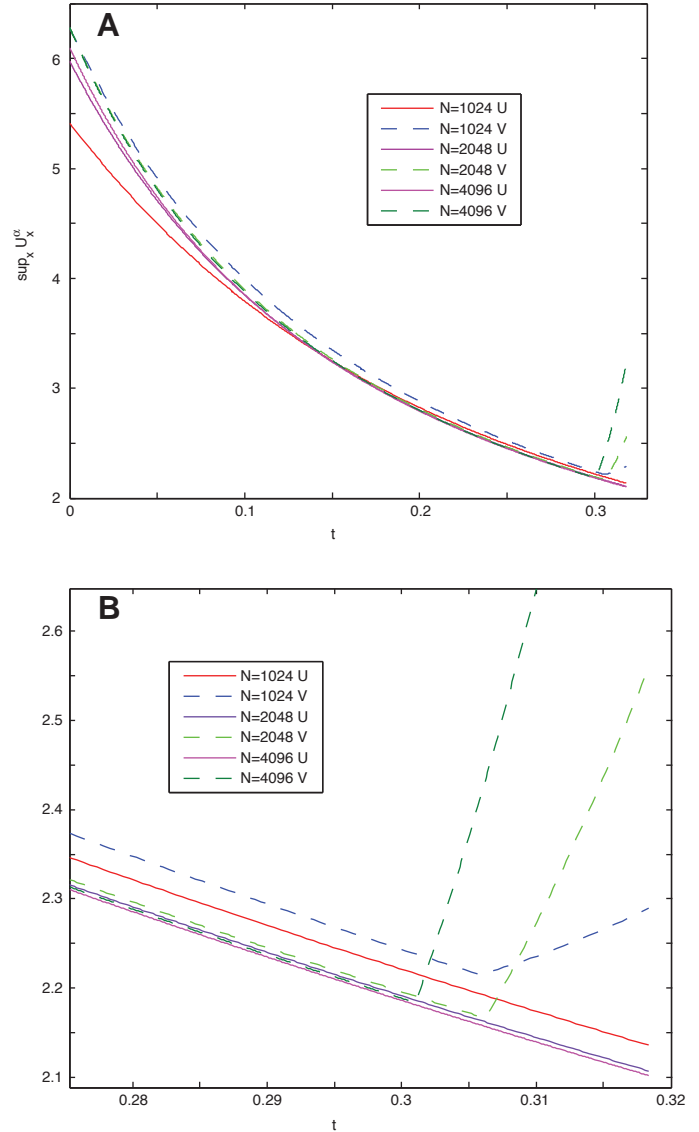 A
6
5
4
3
2
sup_x U_x^α
N=1024 U
N=1024 V
N=2048 U
N=2048 V
N=4096 U
N=4096 V
0
0.1
0.2
0.3
t
B
2.6
2.5
2.4
2.3
2.2
2.1
N=1024 U
N=1024 V
N=2048 U
N=2048 V
N=4096 U
N=4096 V
0.28
0.29
0.3
0.31
0.32
t